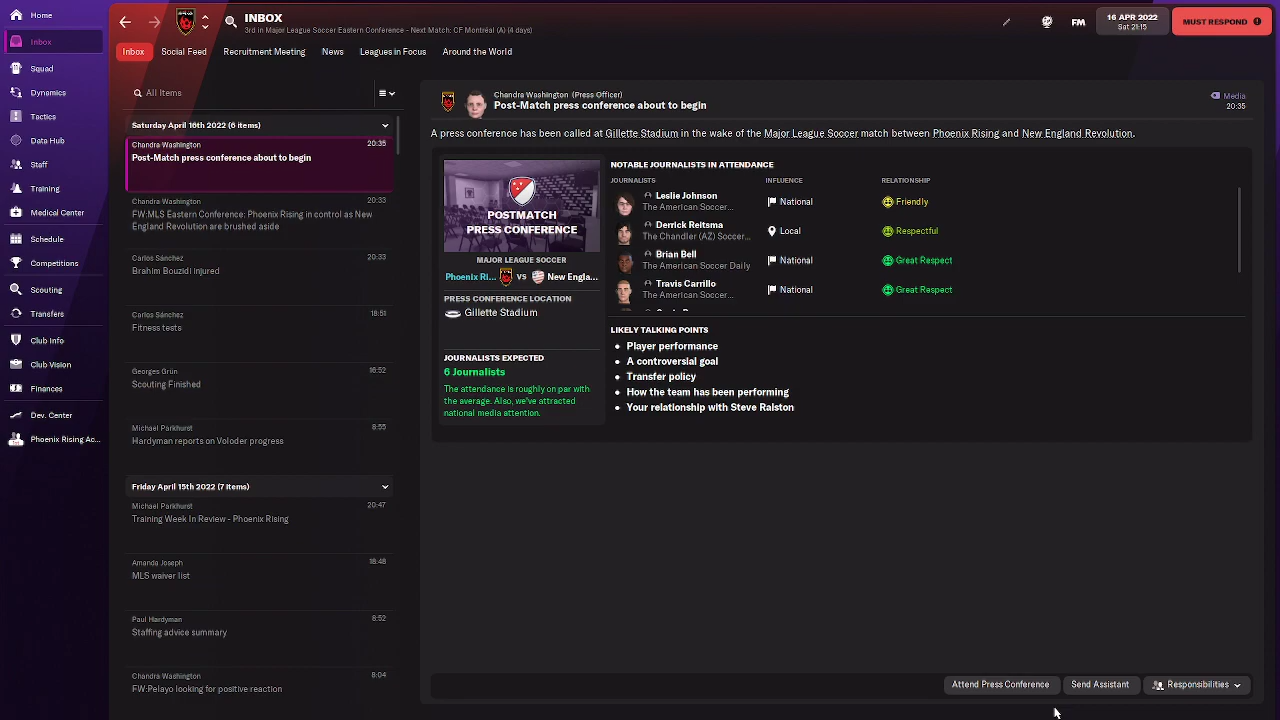 Home
Inbox
Squad
Dynamics
Tactics
Data Hub
Staff
Training
Medical Center
Schedule
Competitions
Scouting
Transfers
Club Info
Club Vision
Finances
Dev. Center
Phoenix Rising Ac...
INBOX
3rd in Major League Soccer Eastern Conference - Next Match: CF Montréal (A) (4 days)
FM
16 APR 2022
Sat 21:15
MUST RESPOND
Inbox
Social Feed
Recruitment Meeting
News
Leagues in Focus
Around the World
All Items
Saturday April 16th 2022 (6 items)
Chandra Washington 20:35
Post-Match press conference about to begin
Chandra Washington 20:33
FW:MLS Eastern Conference: Phoenix Rising in control as New
England Revolution are brushed aside
Carlos Sánchez 20:33
Brahim Bouzidi injured
Carlos Sánchez 18:51
Fitness tests
Georges Grün 16:52
Scouting Finished
Michael Parkhurst 8:55
Hardyman reports on Voloder progress
Friday April 15th 2022 (7 items)
Michael Parkhurst 20:47
Training Week In Review - Phoenix Rising
Amanda Joseph 18:48
MLS waiver list
Paul Hardyman 8:52
Staffing advice summary
Chandra Washington 8:04
FW:Pelayo looking for positive reaction
Chandra Washington (Press Officer)
Post-Match press conference about to begin
Media
20:35
A press conference has been called at Gillette Stadium in the wake of the Major League Soccer match between Phoenix Rising and New England Revolution.
POSTMATCH
PRESS CONFERENCE
MAJOR LEAGUE SOCCER
Phoenix Ri... VS New Engla...
PRESS CONFERENCE LOCATION
Gillette Stadium
JOURNALISTS EXPECTED
6 Journalists
The attendance is roughly on par with
the average. Also, we've attracted
national media attention.
NOTABLE JOURNALISTS IN ATTENDANCE
JOURNALISTS INFLUENCE RELATIONSHIP
Leslie Johnson
The American Soccer...
National
Friendly
Derrick Reitsma
The Chandler (AZ) Soccer...
Local
Respectful
Brian Bell
The American Soccer Daily
National
Great Respect
Travis Carrillo
The American Soccer...
National
Great Respect
LIKELY TALKING POINTS
• Player performance
• A controversial goal
• Transfer policy
• How the team has been performing
• Your relationship with Steve Ralston
Attend Press Conference
Send Assistant
Responsibilities